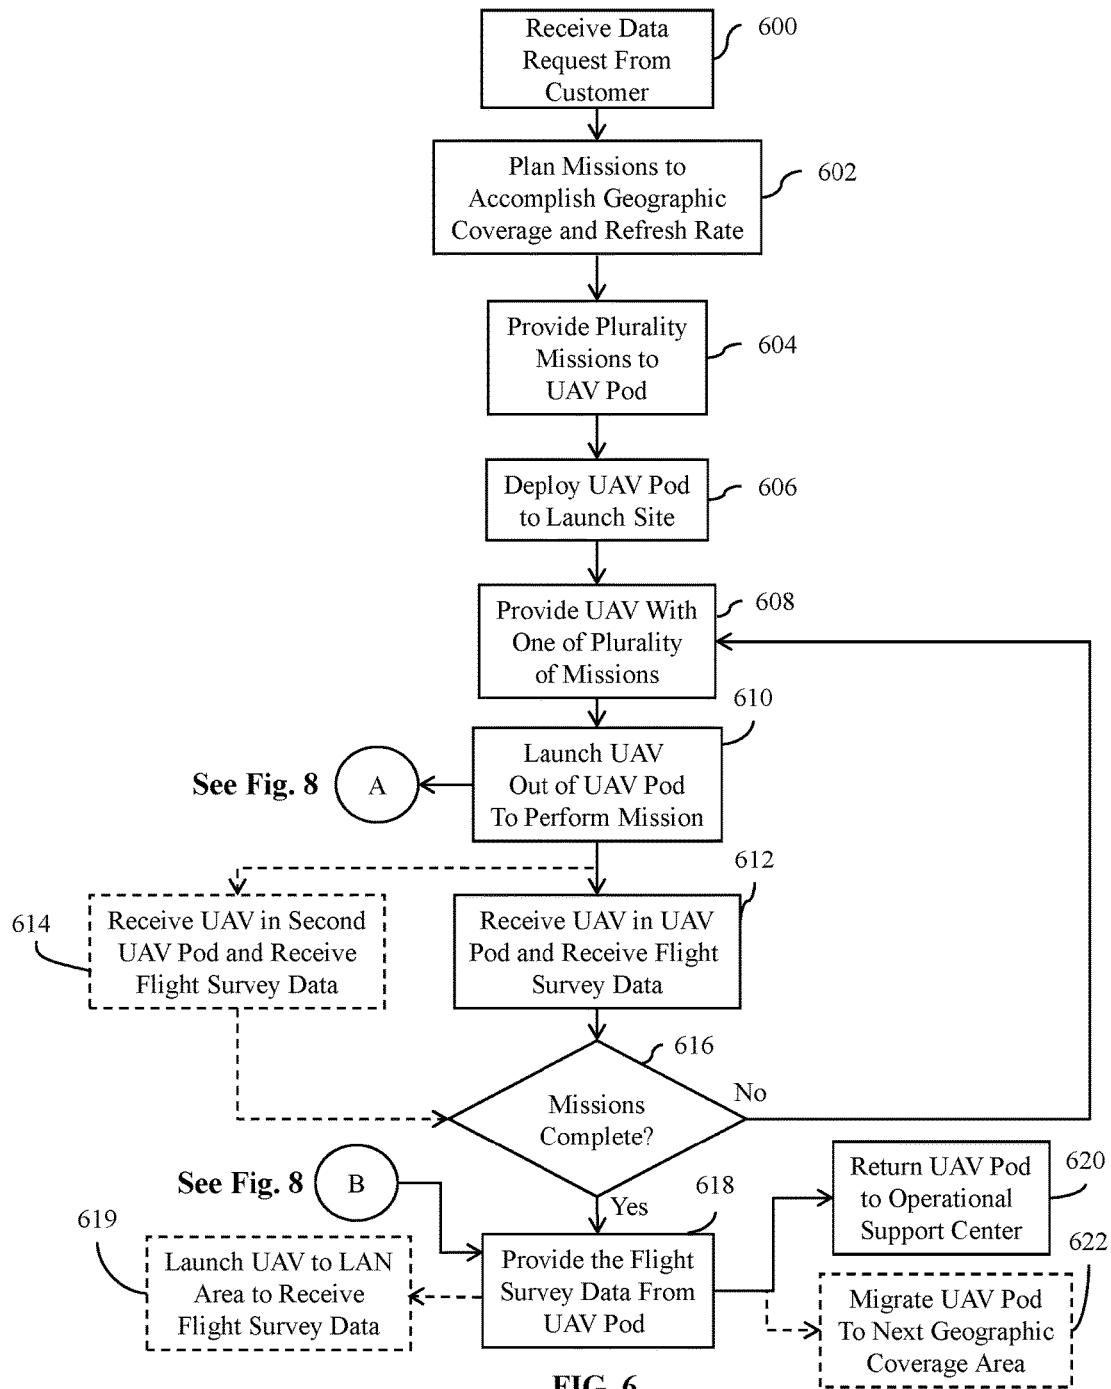 Receive Data
Request From
Customer
600
Plan Missions to
Accomplish Geographic
Coverage and Refresh Rate
602
Provide Plurality
Missions to
UAV Pod
604
Deploy UAV Pod
to Launch Site
606
Provide UAV With
One of Plurality
of Missions
608
Launch UAV
Out of UAV Pod
To Perform Mission
610
See Fig. 8
A
Receive UAV in Second
UAV Pod and Receive
Flight Survey Data
614
Receive UAV in UAV
Pod and Receive Flight
Survey Data
612
Missions
Complete?
616
No
Yes
See Fig. 8
B
Provide the Flight
Survey Data From
UAV Pod
618
Launch UAV to LAN
Area to Receive
Flight Survey Data
619
Return UAV Pod
to Operational
Support Center
620
Migrate UAV Pod
To Next Geographic
Coverage Area
622
FIG. 6